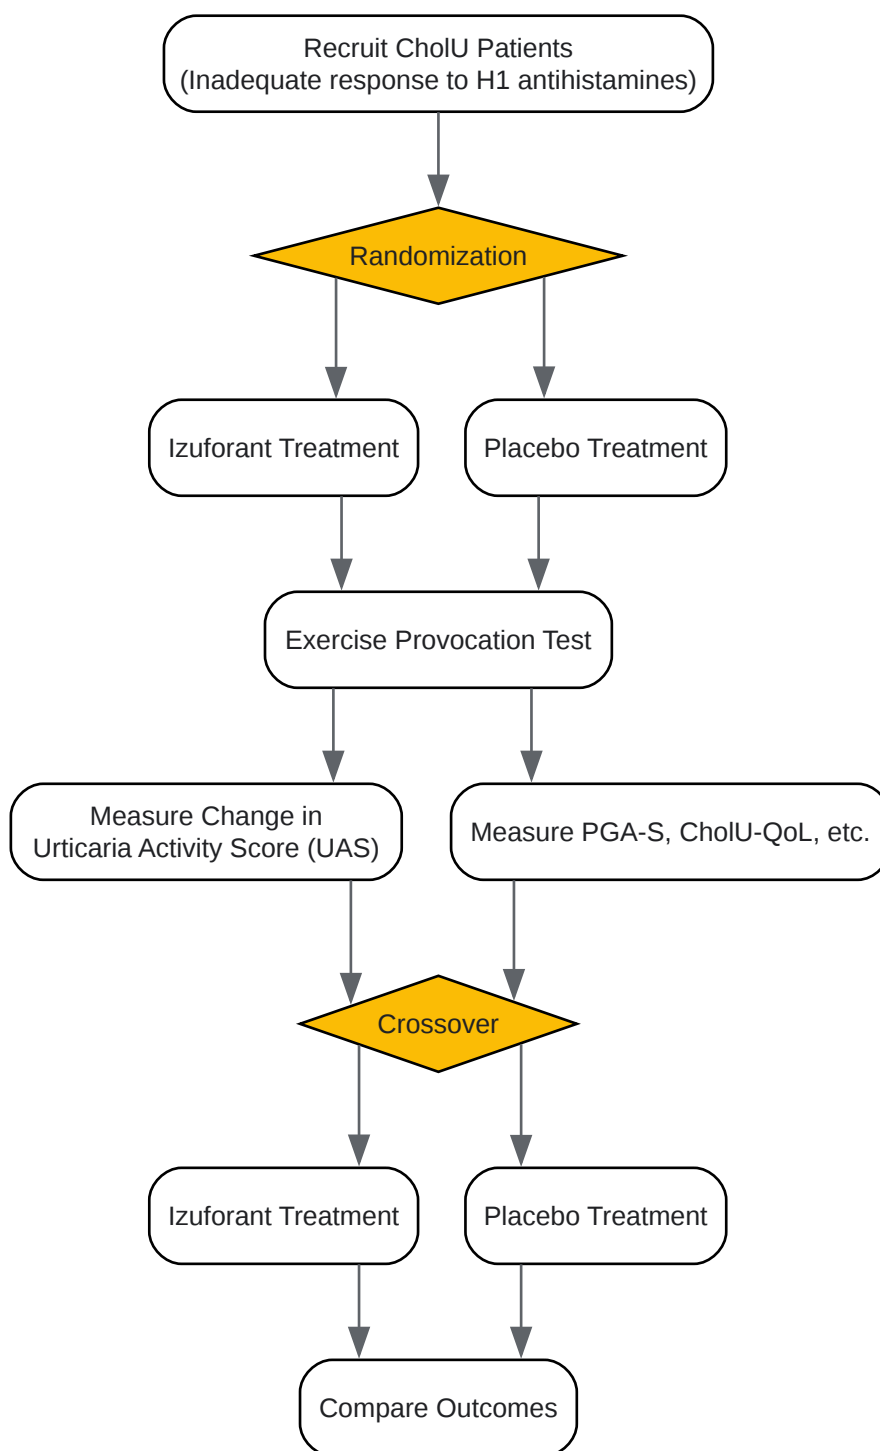 Recruit CholU Patients
(Inadequate response to H1 antihistamines)
Randomization
Izuforant Treatment
Placebo Treatment
Exercise Provocation Test
Measure Change in
Urticaria Activity Score (UAS)
Measure PGA-S, CholU-QoL, etc.
Crossover
Izuforant Treatment
Placebo Treatment
Compare Outcomes